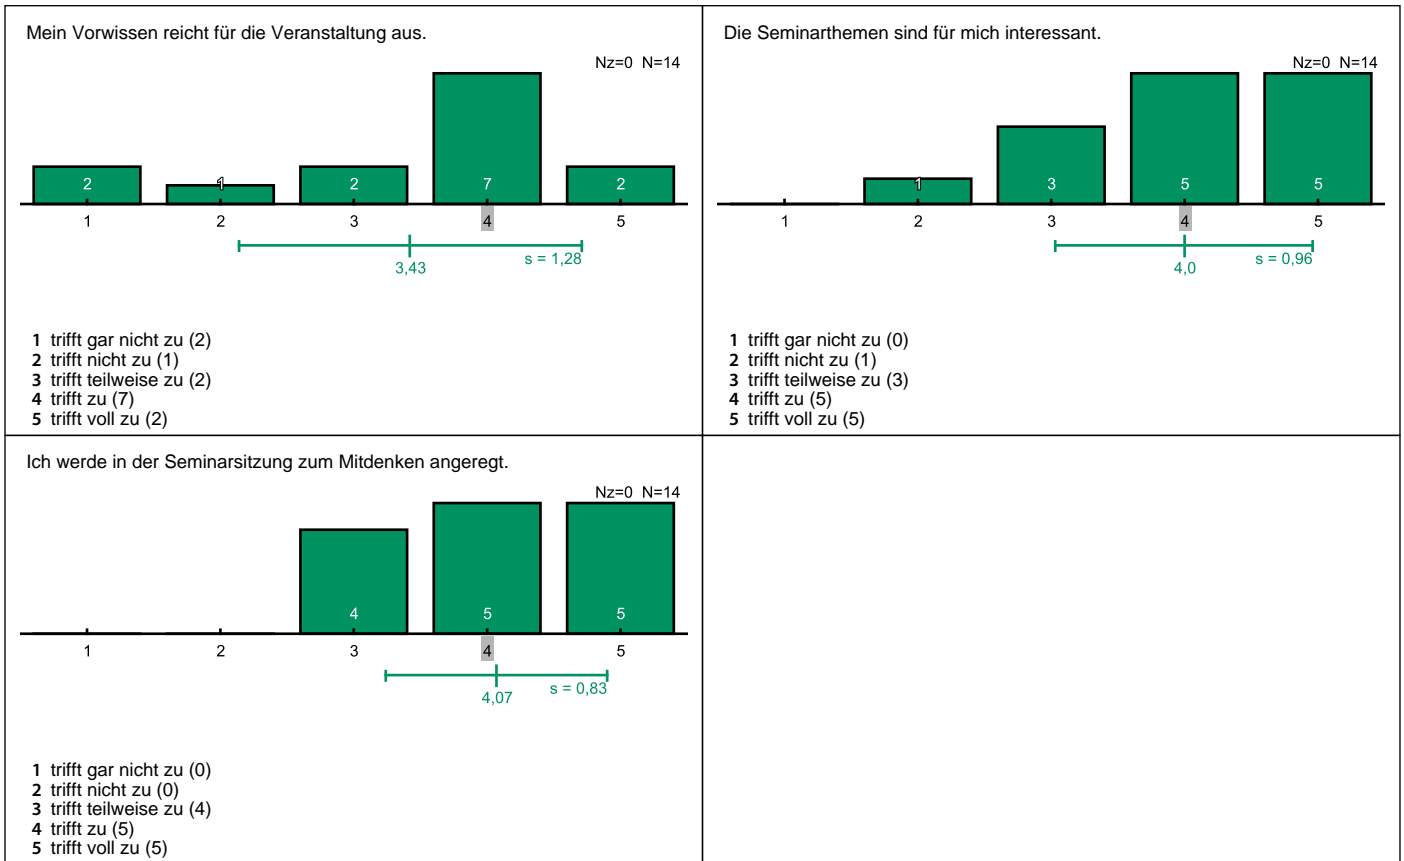 Mein Vorwissen reicht für die Veranstaltung aus.
Nz=0 N=14
2 1 2 7 2
1 2 3 4 5
3,43 s = 1,28
1 trifft gar nicht zu (2)
2 trifft nicht zu (1)
3 trifft teilweise zu (2)
4 trifft zu (7)
5 trifft voll zu (2)
Die Seminarthemen sind für mich interessant.
Nz=0 N=14
1 3 5 5
1 2 3 4 5
4,0 s = 0,96
1 trifft gar nicht zu (0)
2 trifft nicht zu (1)
3 trifft teilweise zu (3)
4 trifft zu (5)
5 trifft voll zu (5)
Ich werde in der Seminarsitzung zum Mitdenken angeregt.
Nz=0 N=14
4 5 5
1 2 3 4 5
4,07 s = 0,83
1 trifft gar nicht zu (0)
2 trifft nicht zu (0)
3 trifft teilweise zu (4)
4 trifft zu (5)
5 trifft voll zu (5)